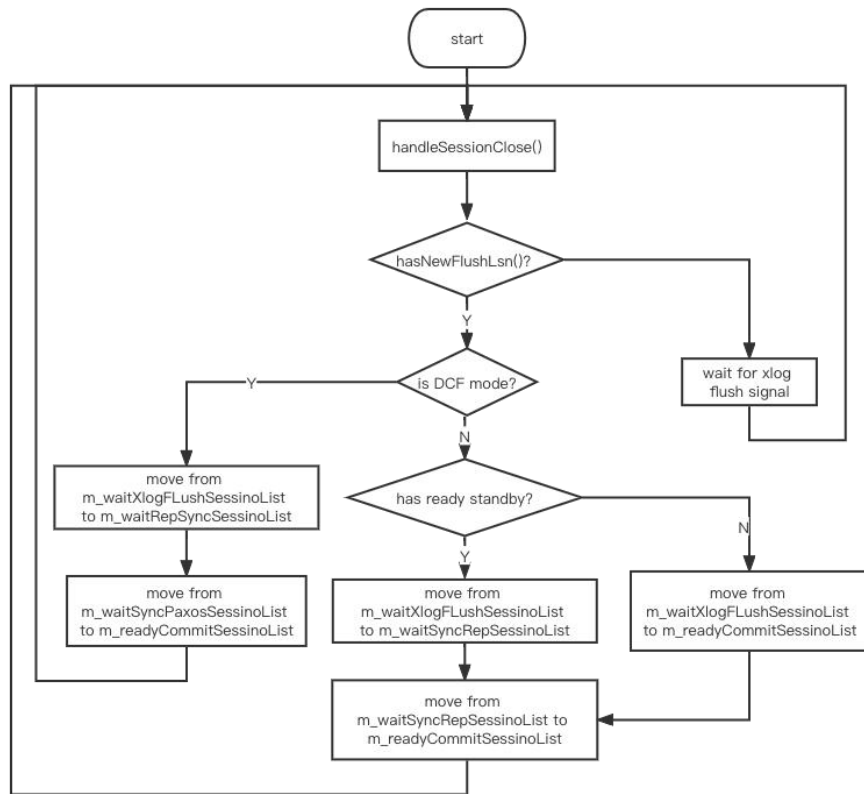 start
handleSessionClose()
hasNewFlushLsn()?
Y
wait for xlog
flush signal
is DCF mode?
Y
N
move from
m_waitXlogFLushSessinoList
to m_waitRepSyncSessinoList
has ready standby?
N
Y
move from
m_waitSyncPaxosSessinoList
to m_readyCommitSessinoList
move from
m_waitXlogFLushSessinoList
to m_waitSyncRepSessinoList
move from
m_waitXlogFLushSessinoList
to m_readyCommitSessinoList
move from
m_waitSyncRepSessinoList to
m_readyCommitSessinoList